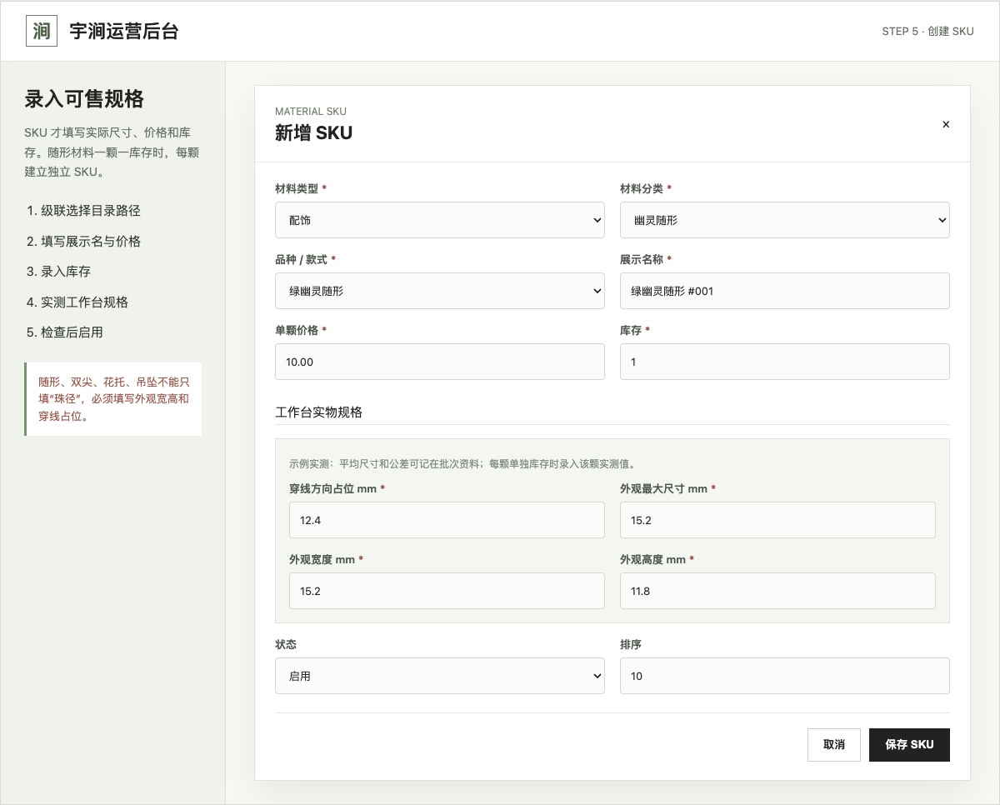 涧
宇涧运营后台
STEP 5 · 创建 SKU
录入可售规格
SKU 才填写实际尺寸、价格和库
存。随形材料一颗一库存时，每颗
建立独立 SKU。
1. 级联选择目录路径
2. 填写展示名与价格
3. 录入库存
4. 实测工作台规格
5. 检查后启用
随形、双尖、花托、吊坠不能只
填“珠径”，必须填写外观宽高和
穿线占位。
MATERIAL SKU
新增 SKU
×
材料类型 *
材料分类 *
配饰
幽灵随形
品种 / 款式 *
展示名称 *
绿幽灵随形
绿幽灵随形 #001
单颗价格 *
库存 *
10.00
1
工作台实物规格
示例实测：平均尺寸和公差可记在批次资料；每颗单独库存时录入该颗实测值。
穿线方向占位 mm *
外观最大尺寸 mm *
12.4
15.2
外观宽度 mm *
外观高度 mm *
15.2
11.8
状态
排序
启用
10
取消
保存 SKU